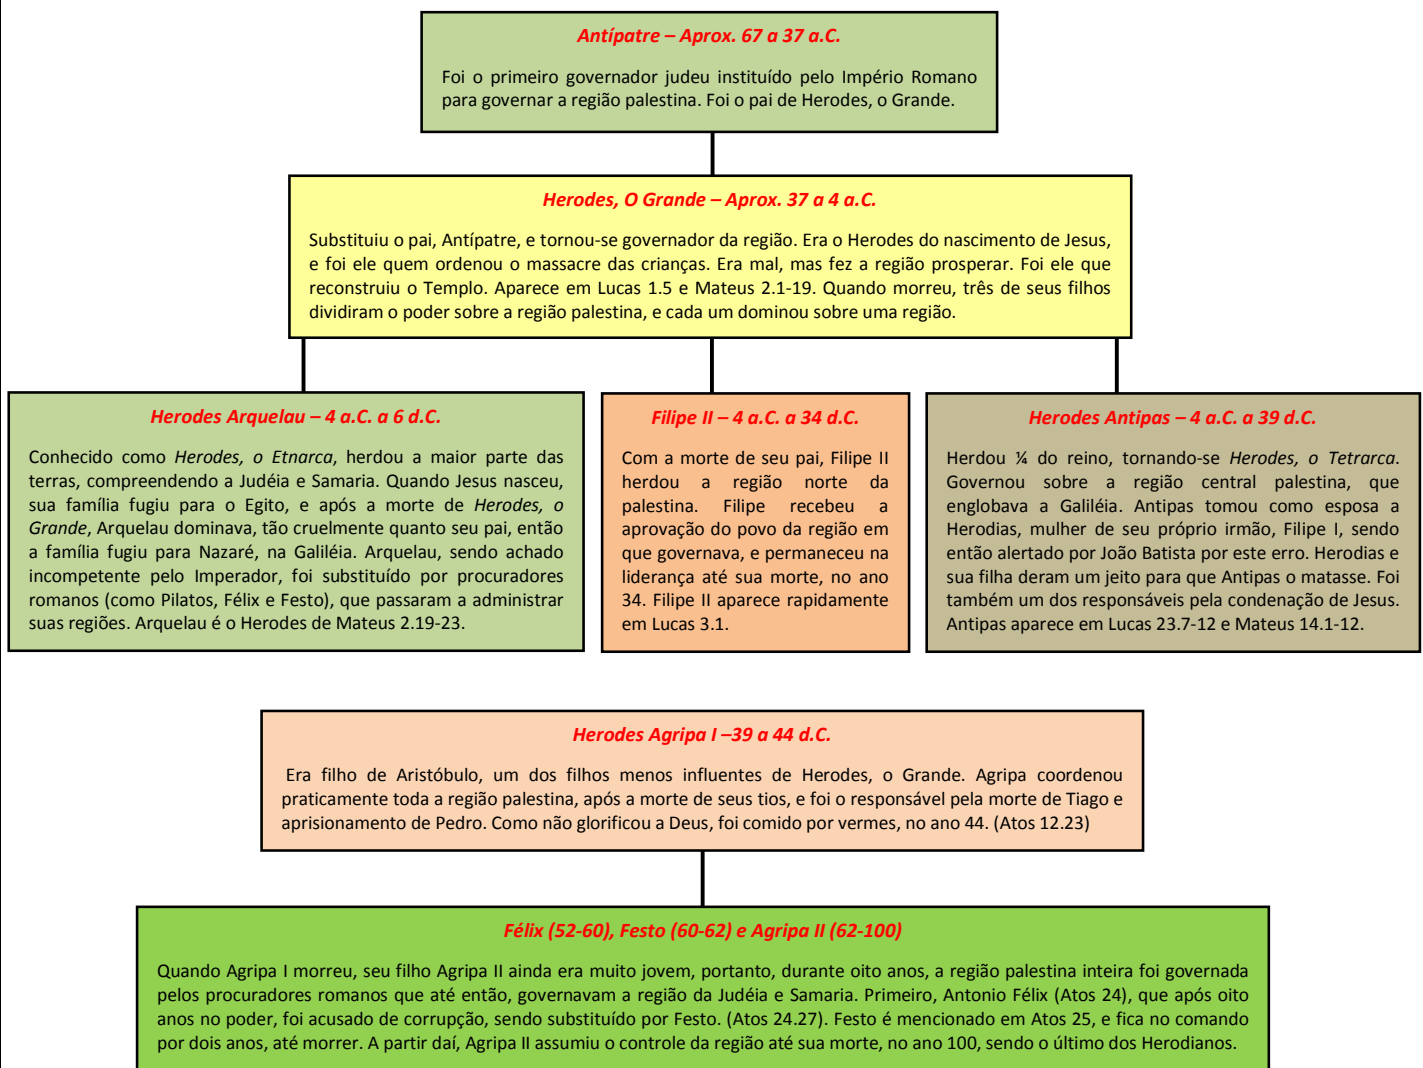 Antípatre – Aprox. 67 a 37 a.C.
Foi o primeiro governador judeu instituído pelo Império Romano
para governar a região palestina. Foi o pai de Herodes, o Grande.
Herodes, O Grande – Aprox. 37 a 4 a.C.
Substituiu o pai, Antípatre, e tornou-se governador da região. Era o Herodes do nascimento de Jesus,
e foi ele quem ordenou o massacre das crianças. Era mal, mas fez a região prosperar. Foi ele que
reconstruiu o Templo. Aparece em Lucas 1.5 e Mateus 2.1-19. Quando morreu, três de seus filhos
dividiram o poder sobre a região palestina, e cada um dominou sobre uma região.
Herodes Arquelau – 4 a.C. a 6 d.C.
Conhecido como Herodes, o Etnarca, herdou a maior parte das
terras, compreendendo a Judéia e Samaria. Quando Jesus nasceu,
sua família fugiu para o Egito, e após a morte de Herodes, o
Grande, Arquelau dominava, tão cruelmente quanto seu pai, então
a família fugiu para Nazaré, na Galiléia. Arquelau, sendo achado
incompetente pelo Imperador, foi substituído por procuradores
romanos (como Pilatos, Félix e Festo), que passaram a administrar
suas regiões. Arquelau é o Herodes de Mateus 2.19-23.
Filipe II – 4 a.C. a 34 d.C.
Com a morte de seu pai, Filipe II
herdou a região norte da
palestina. Filipe recebeu a
aprovação do povo da região em
que governava, e permaneceu na
liderança até sua morte, no ano
34. Filipe II aparece rapidamente
em Lucas 3.1.
Herodes Antipas – 4 a.C. a 39 d.C.
Herdou ¼ do reino, tornando-se Herodes, o Tetrarca.
Governou sobre a região central palestina, que
englobava a Galiléia. Antipas tomou como esposa a
Herodias, mulher de seu próprio irmão, Filipe I, sendo
então alertado por João Batista por este erro. Herodias e
sua filha deram um jeito para que Antipas o matasse. Foi
também um dos responsáveis pela condenação de Jesus.
Antipas aparece em Lucas 23.7-12 e Mateus 14.1-12.
Herodes Agripa I –39 a 44 d.C.
Era filho de Aristóbulo, um dos filhos menos influentes de Herodes, o Grande. Agripa coordenou
praticamente toda a região palestina, após a morte de seus tios, e foi o responsável pela morte de Tiago e
aprisionamento de Pedro. Como não glorificou a Deus, foi comido por vermes, no ano 44. (Atos 12.23)
Félix (52-60), Festo (60-62) e Agripa II (62-100)
Quando Agripa I morreu, seu filho Agripa II ainda era muito jovem, portanto, durante oito anos, a região palestina inteira foi governada
pelos procuradores romanos que até então, governavam a região da Judéia e Samaria. Primeiro, Antonio Félix (Atos 24), que após oito
anos no poder, foi acusado de corrupção, sendo substituído por Festo. (Atos 24.27). Festo é mencionado em Atos 25, e fica no comando
por dois anos, até morrer. A partir daí, Agripa II assumiu o controle da região até sua morte, no ano 100, sendo o último dos Herodianos.